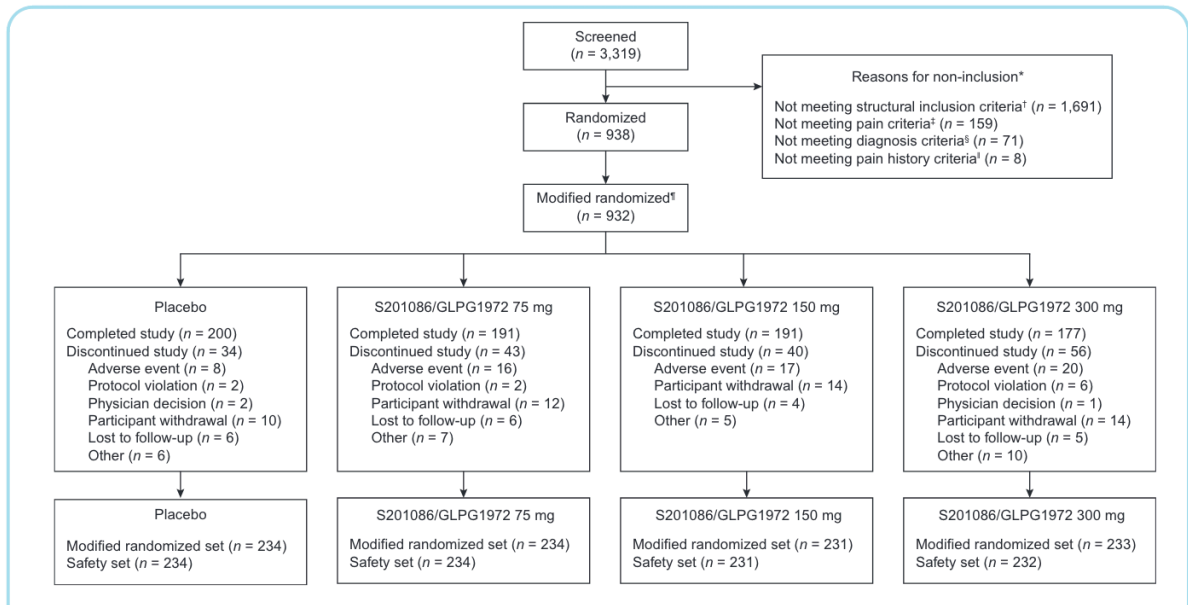 Screened
(n = 3,319)
Reasons for non-inclusion*
Not meeting structural inclusion criteria† (n = 1,691)
Not meeting pain criteria‡ (n = 159)
Not meeting diagnosis criteria§ (n = 71)
Not meeting pain history criteria‖ (n = 8)
Randomized
(n = 938)
Modified randomized¶
(n = 932)
Placebo
Completed study (n = 200)
Discontinued study (n = 34)
Adverse event (n = 8)
Protocol violation (n = 2)
Physician decision (n = 2)
Participant withdrawal (n = 10)
Lost to follow-up (n = 6)
Other (n = 6)
S201086/GLPG1972 75 mg
Completed study (n = 191)
Discontinued study (n = 43)
Adverse event (n = 16)
Protocol violation (n = 2)
Participant withdrawal (n = 12)
Lost to follow-up (n = 6)
Other (n = 7)
S201086/GLPG1972 150 mg
Completed study (n = 191)
Discontinued study (n = 40)
Adverse event (n = 17)
Participant withdrawal (n = 14)
Lost to follow-up (n = 4)
Other (n = 5)
S201086/GLPG1972 300 mg
Completed study (n = 177)
Discontinued study (n = 56)
Adverse event (n = 20)
Protocol violation (n = 6)
Physician decision (n = 1)
Participant withdrawal (n = 14)
Lost to follow-up (n = 5)
Other (n = 10)
Placebo
Modified randomized set (n = 234)
Safety set (n = 234)
S201086/GLPG1972 75 mg
Modified randomized set (n = 234)
Safety set (n = 234)
S201086/GLPG1972 150 mg
Modified randomized set (n = 231)
Safety set (n = 231)
S201086/GLPG1972 300 mg
Modified randomized set (n = 233)
Safety set (n = 232)